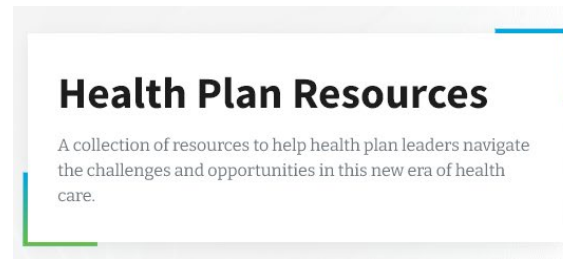 Health Plan Resources
A collection of resources to help health plan leaders navigate
the challenges and opportunities in this new era of health
care.